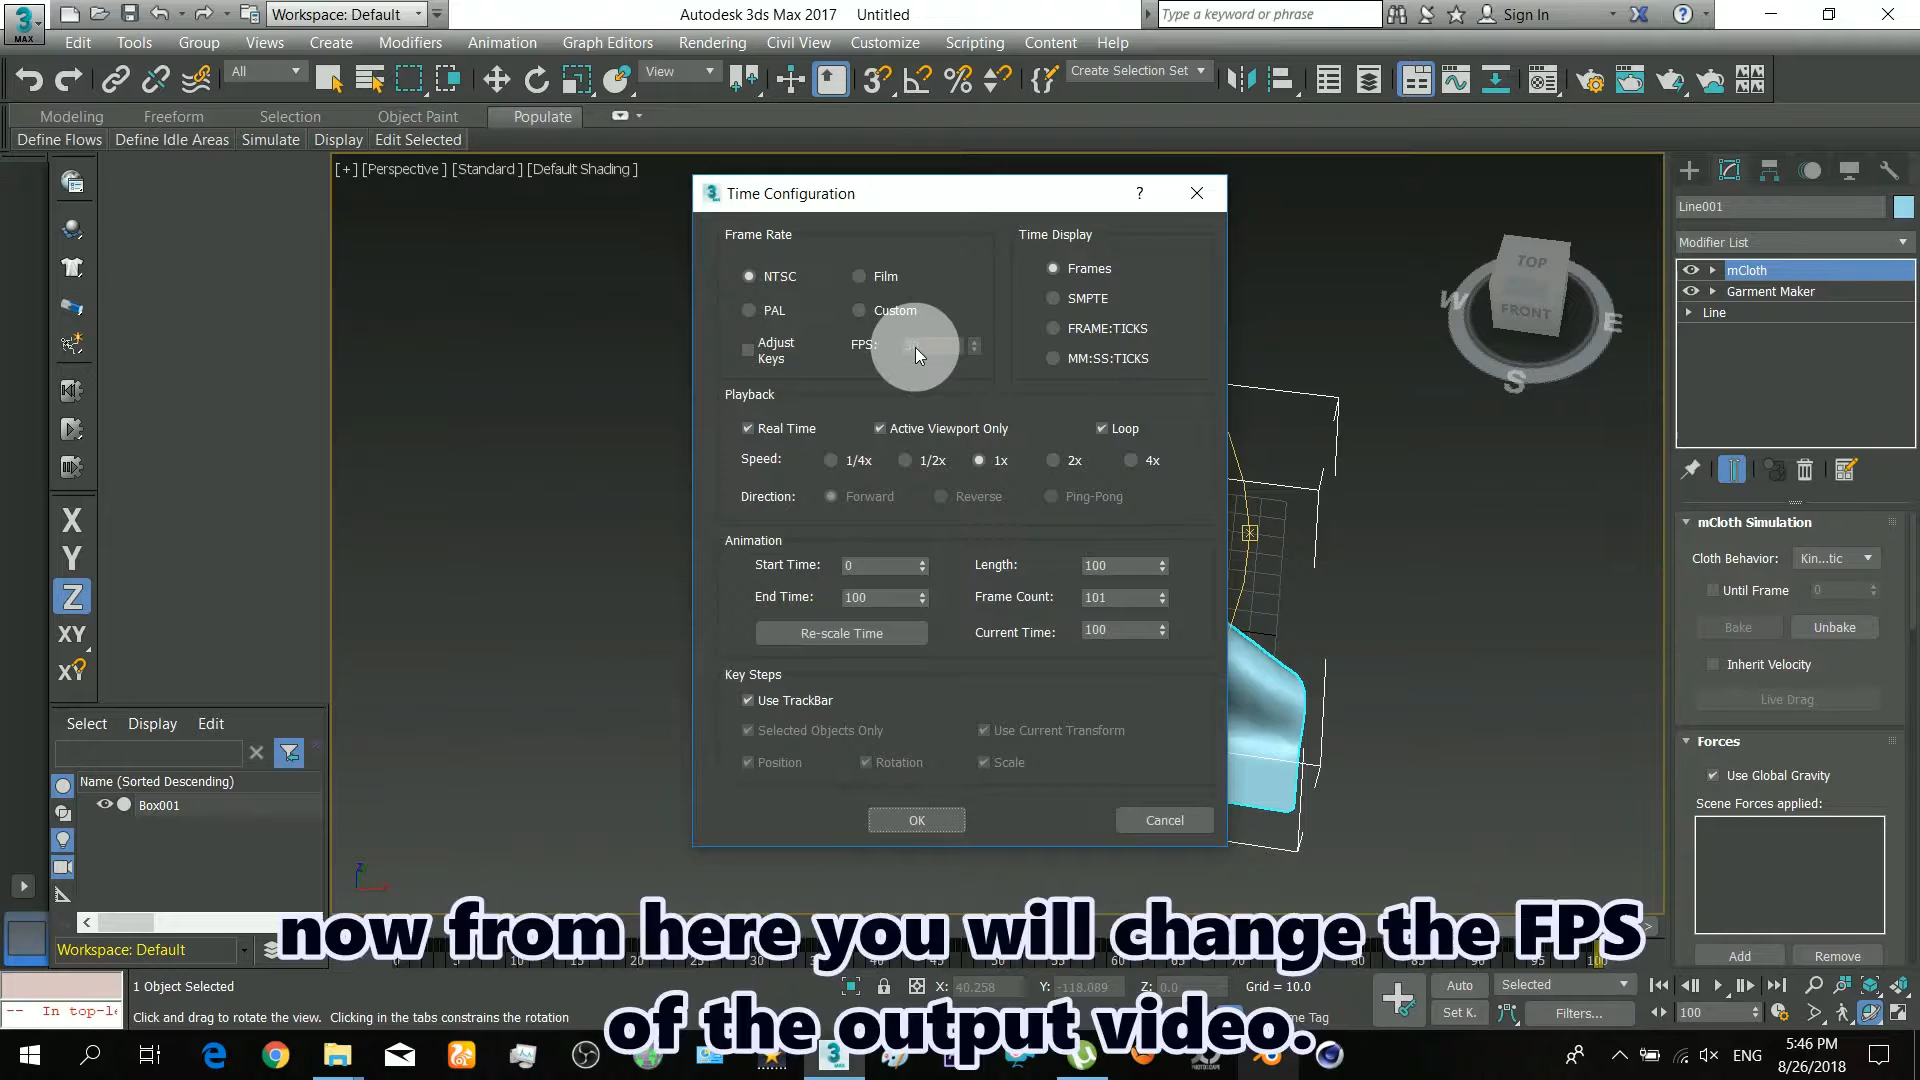 3
MAX
Workspace: Default
Autodesk 3ds Max 2017 Untitled
Type a keyword or phrase
Sign In
Edit Tools Group Views Create Modifiers Animation Graph Editors Rendering Civil View Customize Scripting Content Help
All
View
Create Selection Set
Modeling Freeform Selection Object Paint Populate
Define Flows Define Idle Areas Simulate Display Edit Selected
[+] [Perspective ] [Standard ] [Default Shading ]
Time Configuration
?
Frame Rate
Time Display
NTSC
Film
Frames
PAL
Custom
SMPTE
Adjust
Keys
FPS:
FRAME:TICKS
MM:SS:TICKS
Playback
Real Time
Active Viewport Only
Loop
Speed: 1/4x 1/2x 1x 2x 4x
Direction: Forward Reverse Ping-Pong
Animation
Start Time: 0
Length: 100
End Time: 100
Frame Count: 101
Re-scale Time
Current Time: 100
Key Steps
Use TrackBar
Selected Objects Only
Use Current Transform
Position Rotation Scale
OK
Cancel
TOP
FRONT
W
E
S
Line001
Modifier List
mCloth
Garment Maker
Line
mCloth Simulation
Cloth Behavior: Kin...tic
Until Frame 0
Bake
Unbake
Inherit Velocity
Live Drag
Forces
Use Global Gravity
Scene Forces applied:
Add
Remove
X
Y
Z
XY
XY
Select Display Edit
Name (Sorted Descending)
Box001
Workspace: Default
now from here you will change the FPS
of the output video.
1 Object Selected
X: 40.258
Y: -118.089
Z: 0.0
Grid = 10.0
Auto
Selected
-- In top-l
Click and drag to rotate the view. Clicking in the tabs constrains the rotation
me Tag
Set K.
Filters...
100
ENG
5:46 PM
8/26/2018